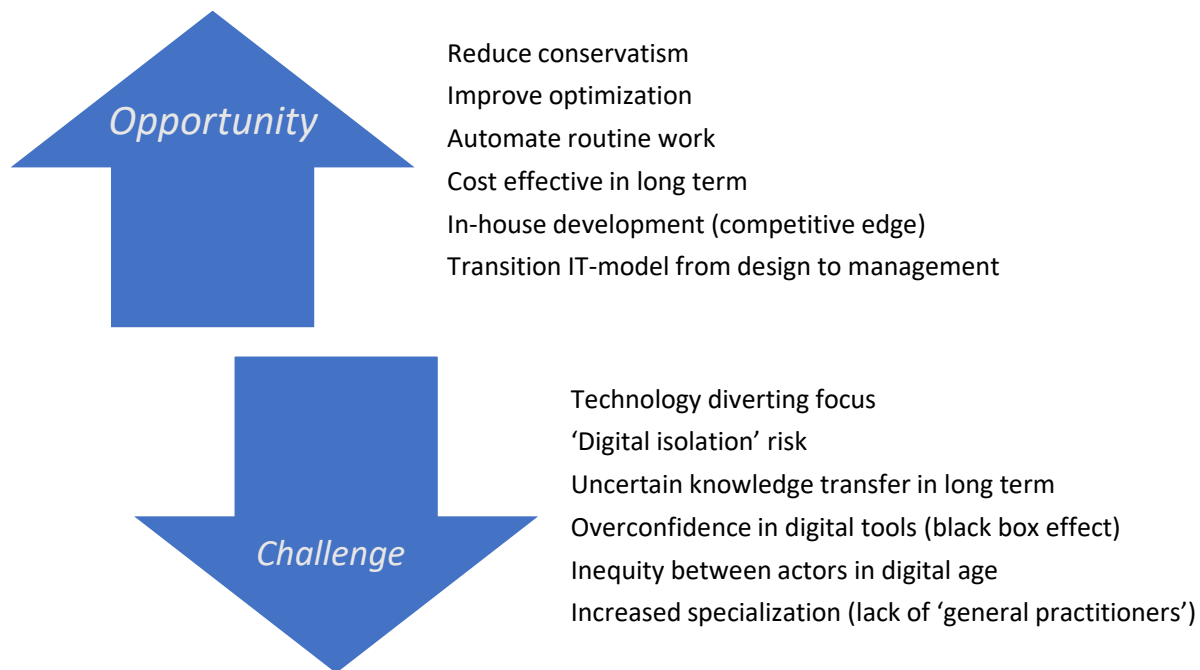 Opportunity
Reduce conservatism
Improve optimization
Automate routine work
Cost effective in long term
In-house development (competitive edge)
Transition IT-model from design to management
Challenge
Technology diverting focus
‘Digital isolation’ risk
Uncertain knowledge transfer in long term
Overconfidence in digital tools (black box effect)
Inequity between actors in digital age
Increased specialization (lack of ‘general practitioners’)